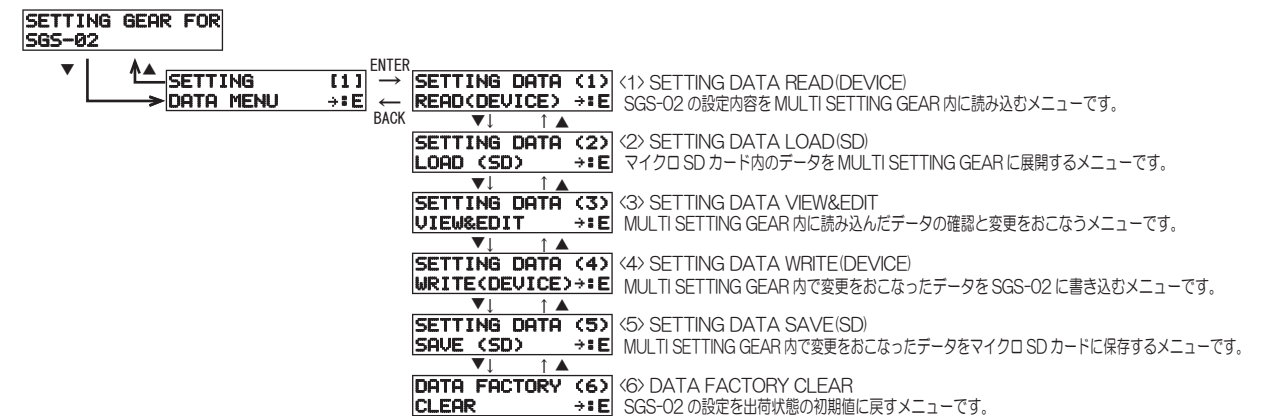 SETTING GEAR FOR
SGS-02
▼ ▲
SETTING [1]
DATA MENU →:E
ENTER
→
←
BACK
SETTING DATA (1)
READ(DEVICE) →:E
〈1〉 SETTING DATA READ(DEVICE)
SGS-02 の設定内容を MULTI SETTING GEAR 内に読み込むメニューです。
▼↓ ↑▲
SETTING DATA (2)
LOAD (SD) →:E
〈2〉 SETTING DATA LOAD(SD)
マイクロ SD カード内のデータを MULTI SETTING GEAR に展開するメニューです。
▼↓ ↑▲
SETTING DATA (3)
VIEW&EDIT →:E
〈3〉 SETTING DATA VIEW&EDIT
MULTI SETTING GEAR 内に読み込んだデータの確認と変更をおこなうメニューです。
▼↓ ↑▲
SETTING DATA (4)
WRITE(DEVICE)→:E
〈4〉 SETTING DATA WRITE(DEVICE)
MULTI SETTING GEAR 内で変更をおこなったデータを SGS-02 に書き込むメニューです。
▼↓ ↑▲
SETTING DATA (5)
SAVE (SD) →:E
〈5〉 SETTING DATA SAVE(SD)
MULTI SETTING GEAR 内で変更をおこなったデータをマイクロ SD カードに保存するメニューです。
▼↓ ↑▲
DATA FACTORY (6)
CLEAR →:E
〈6〉 DATA FACTORY CLEAR
SGS-02 の設定を出荷状態の初期値に戻すメニューです。